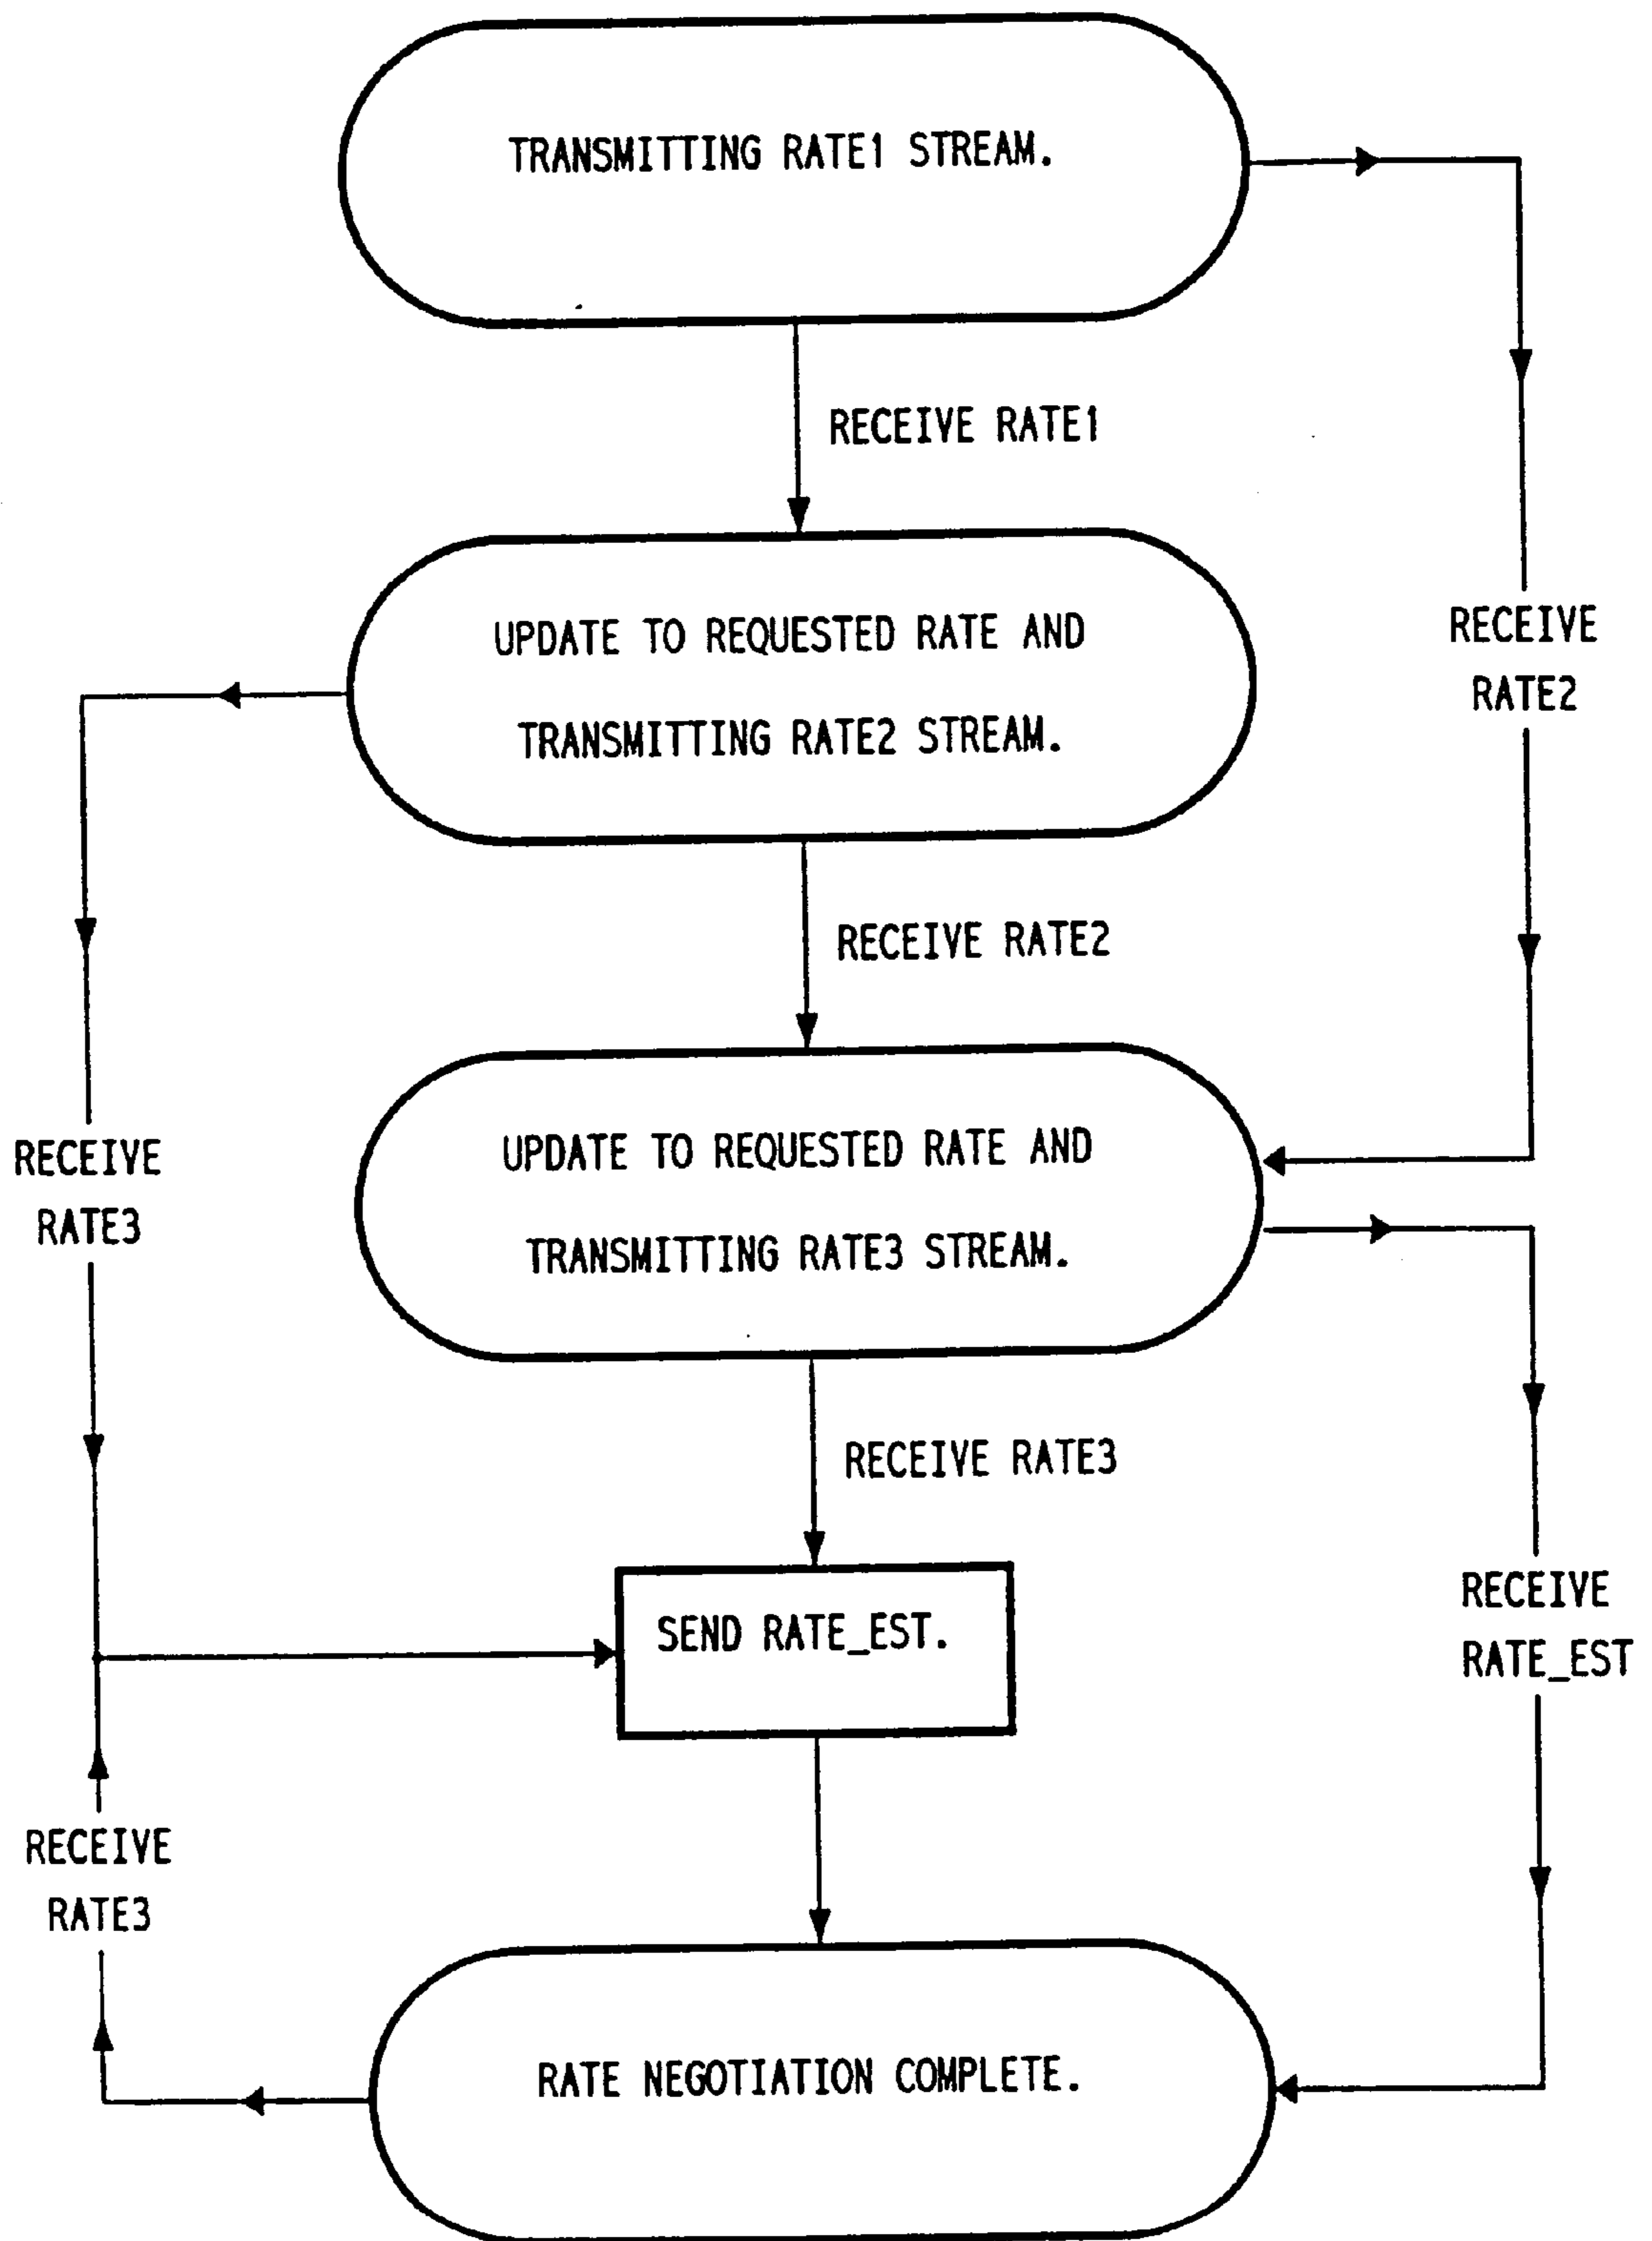 TRANSMITTING RATE1 STREAM.
RECEIVE RATE1
UPDATE TO REQUESTED RATE AND
TRANSMITTING RATE2 STREAM.
RECEIVE
RATE2
RECEIVE RATE2
RECEIVE
RATE3
UPDATE TO REQUESTED RATE AND
TRANSMITTING RATE3 STREAM.
RECEIVE RATE3
SEND RATE_EST.
RECEIVE
RATE_EST
RECEIVE
RATE3
RATE NEGOTIATION COMPLETE.